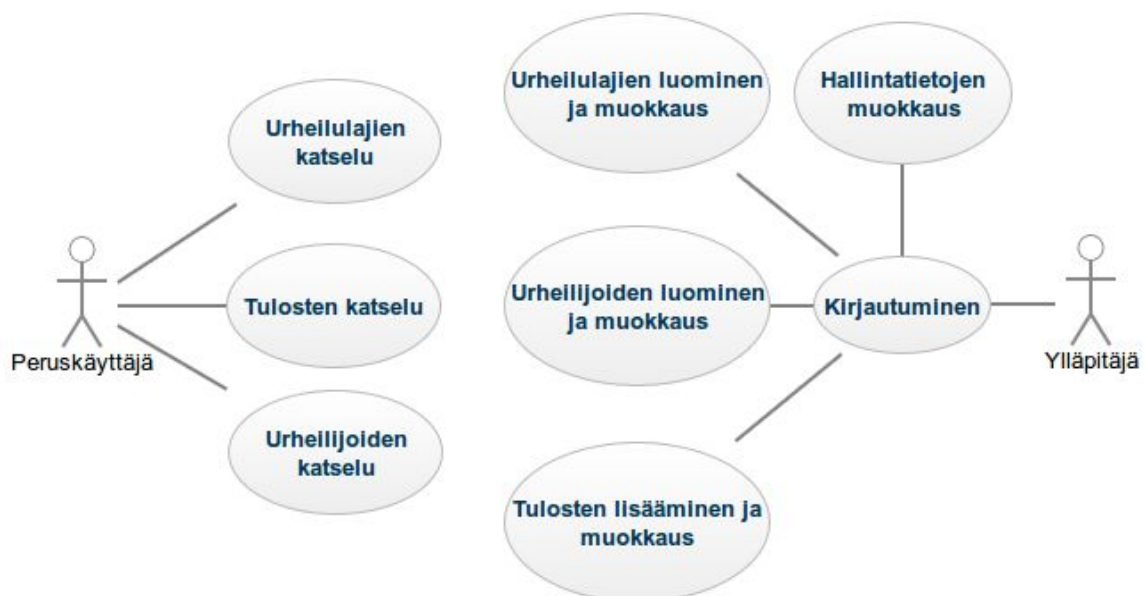 Urheilulajien
katselu
Tulosten katselu
Peruskäyttäjä
Urheilijoiden
katselu
Urheilulajien luominen
ja muokkaus
Hallintatietojen
muokkaus
Urheilijoiden luominen
ja muokkaus
Kirjautuminen
Ylläpitäjä
Tulosten lisääminen ja
muokkaus